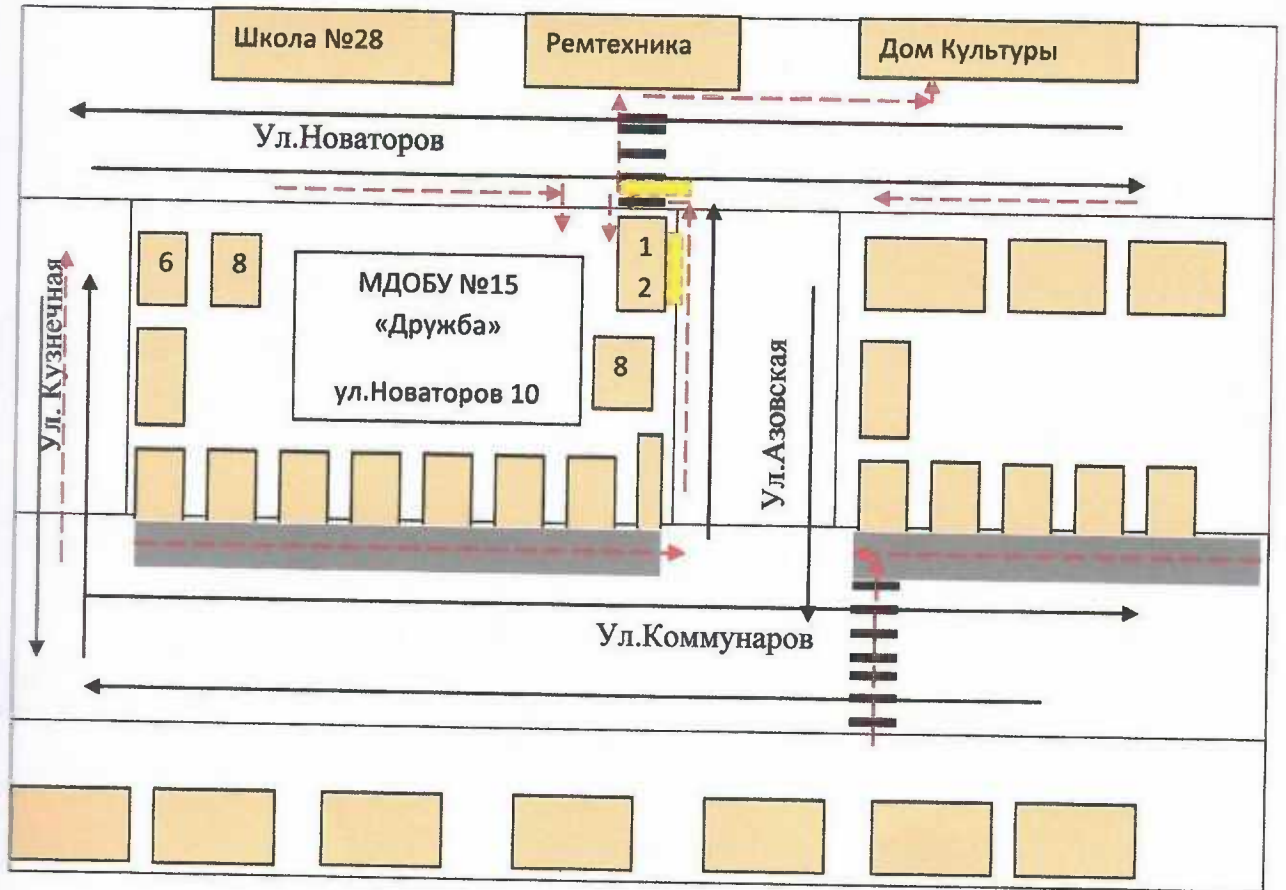 Школа №28
Ремтехника
Дом Культуры
Ул.Новаторов
6
8
МДОБУ №15
«Дружба»
ул.Новаторов 10
1
2
8
Ул. Кузнечная
Ул.Азовская
Ул.Коммунаров